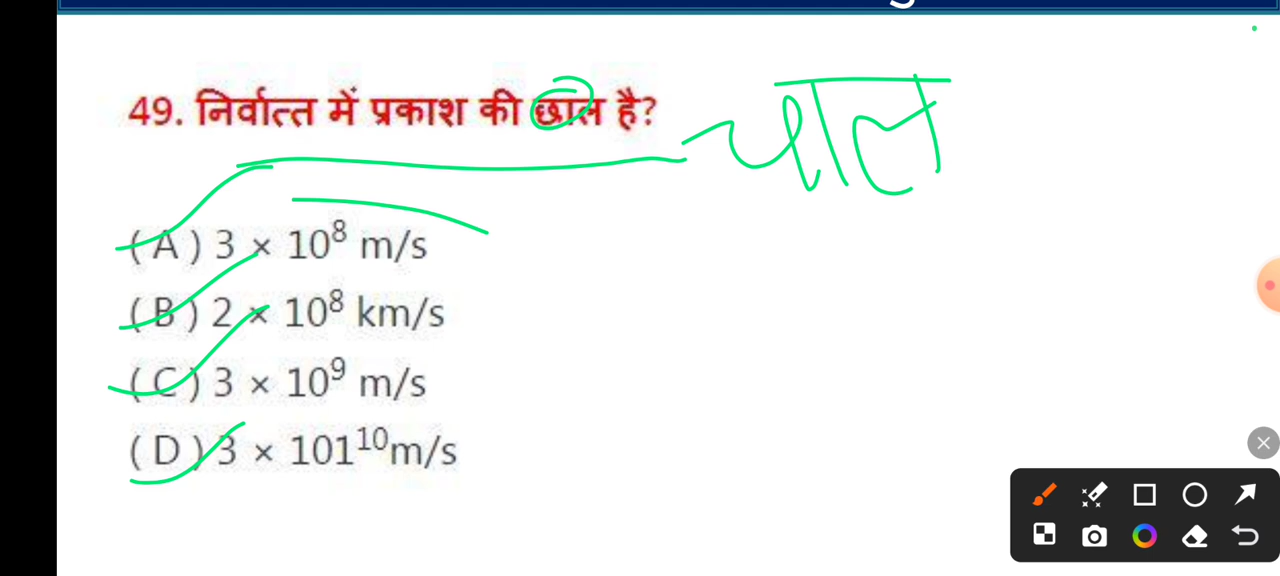 49. निर्वात्त में प्रकाश की छाल है?
चाल
( A ) 3 × 10⁸ m/s
( B ) 2 × 10⁸ km/s
( C ) 3 × 10⁹ m/s
( D ) 3 × 101¹⁰m/s